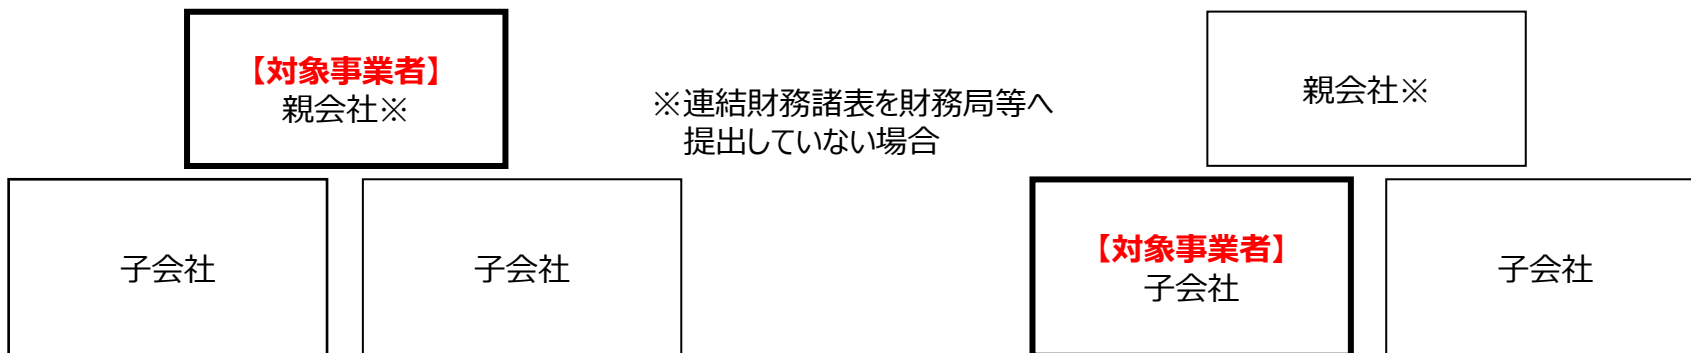 【対象事業者】
親会社※
※連結財務諸表を財務局等へ
提出していない場合
親会社※
子会社
子会社
【対象事業者】
子会社
子会社